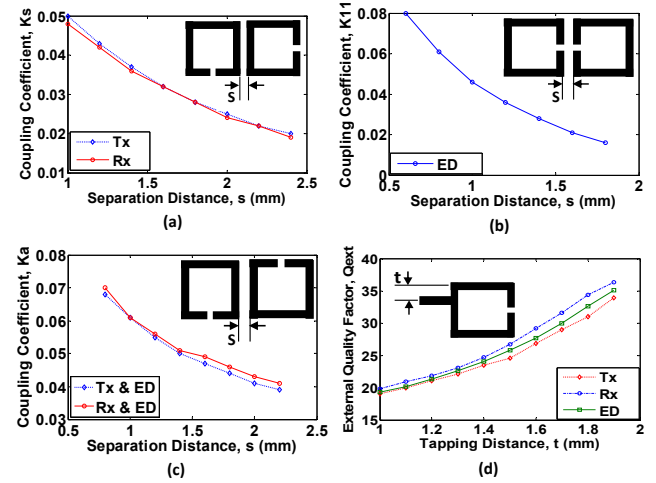 0.05
0.04
0.03
0.02
0.01
Coupling Coefficient, Ks
S
Tx
Rx
1
1.5
2
2.5
Separation Distance, s (mm)
(a)
0.08
0.06
0.04
0.02
0
Coupling Coefficient, K11
S
ED
0.5
1
1.5
2
Separation Distance, s (mm)
(b)
0.08
0.07
0.06
0.05
0.04
0.03
Coupling Coefficient, Ka
S
Tx & ED
Rx & ED
0.5
1
1.5
2
2.5
Separation Distance, s (mm)
(c)
40
35
30
25
20
15
External Quality Factor, Qext
t
Tx
Rx
ED
1
1.2
1.4
1.6
1.8
2
Tapping Distance, t (mm)
(d)